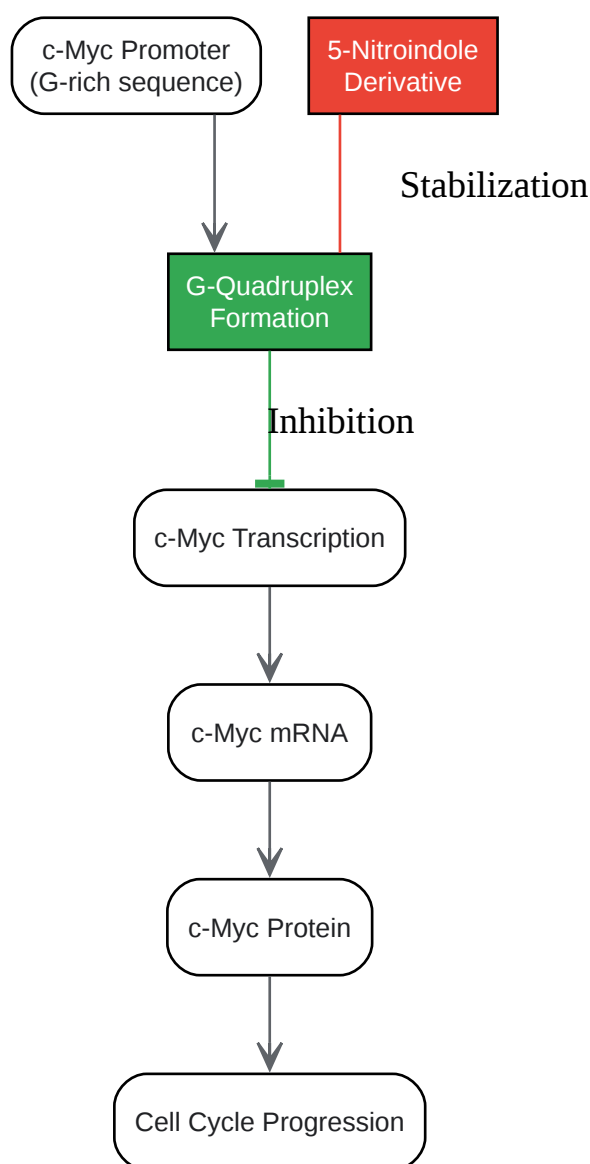 c-Myc Promoter
(G-rich sequence)
5-Nitroindole
Derivative
Stabilization
G-Quadruplex
Formation
Inhibition
c-Myc Transcription
c-Myc mRNA
c-Myc Protein
Cell Cycle Progression